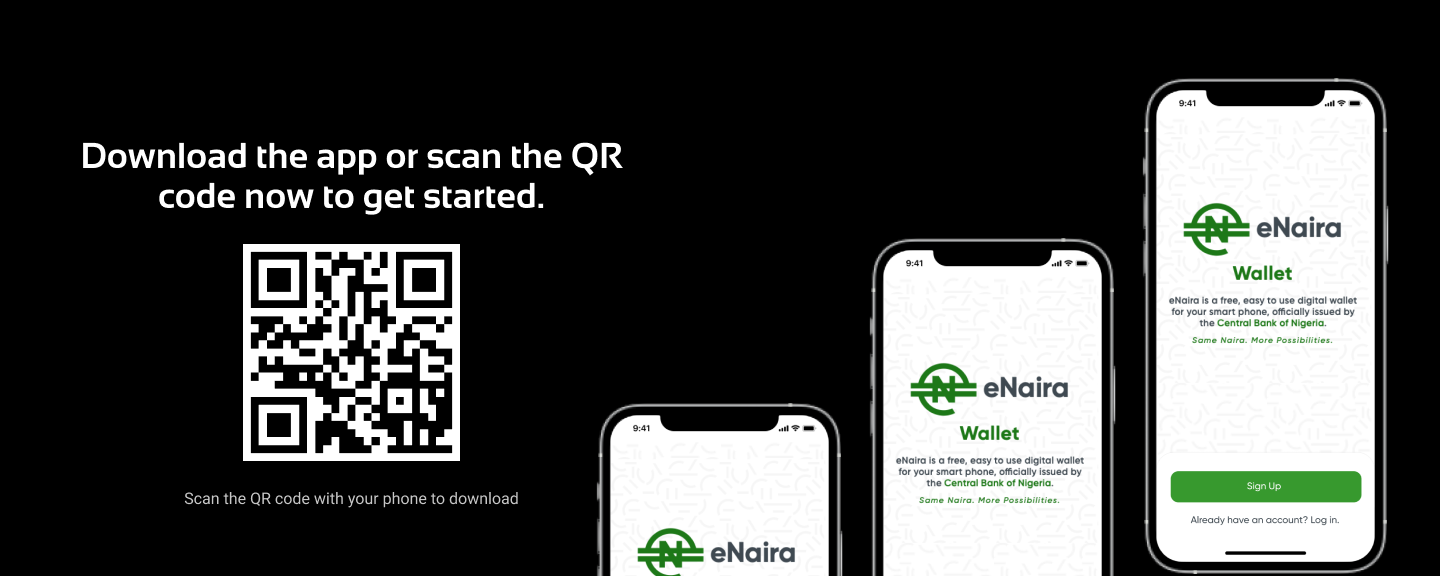 Download the app or scan the QR
code now to get started.
Scan the QR code with your phone to download
9:41
eNaira
9:41
eNaira
Wallet
eNaira is a free, easy to use digital wallet
for your smart phone, officially issued by
the Central Bank of Nigeria.
Same Naira. More Possibilities.
9:41
eNaira
Wallet
eNaira is a free, easy to use digital wallet
for your smart phone, officially issued by
the Central Bank of Nigeria.
Same Naira. More Possibilities.
Sign Up
Already have an account? Log in.